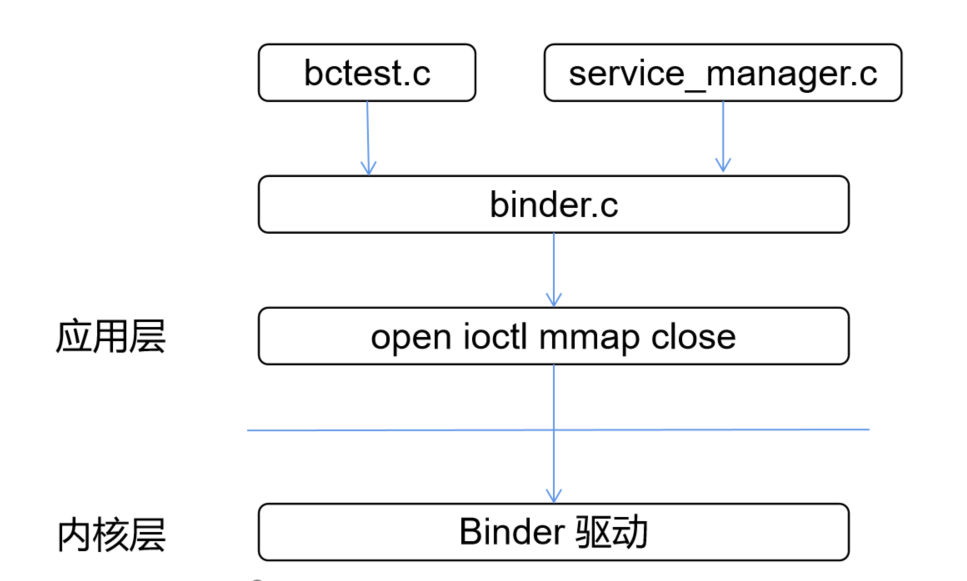 bctest.c
service_manager.c
binder.c
应用层
open ioctl mmap close
内核层
Binder 驱动